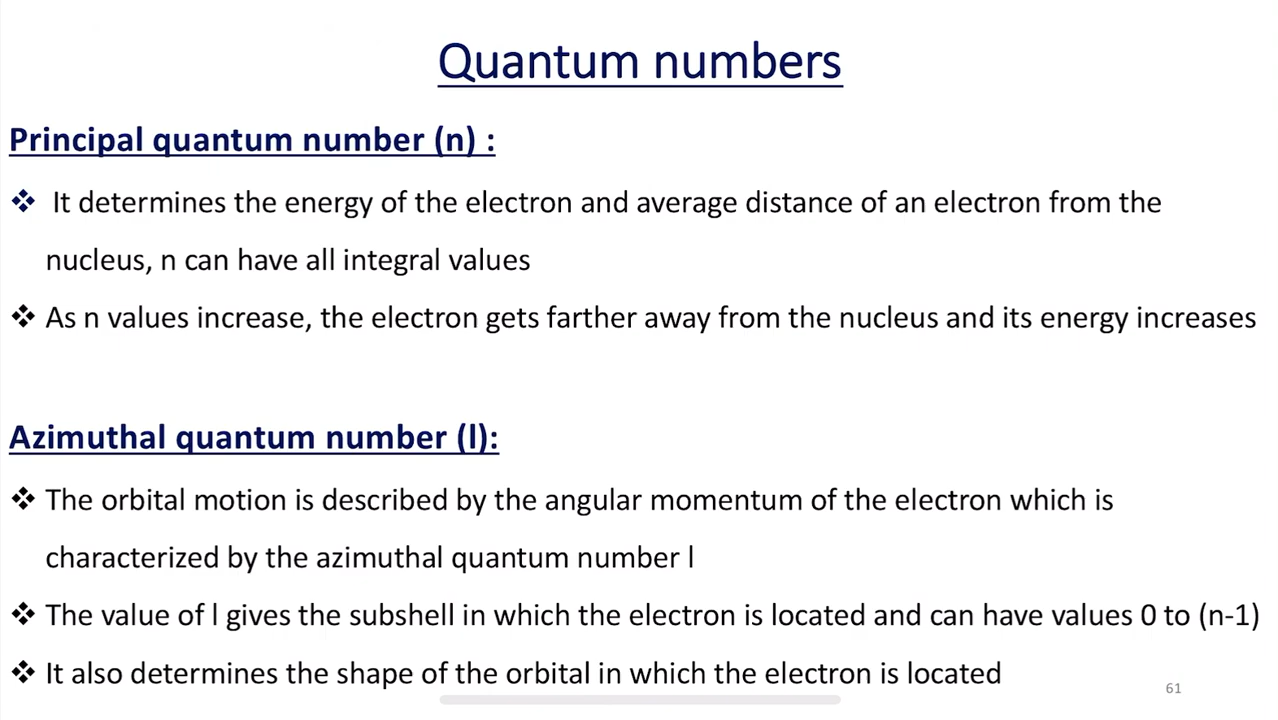 Quantum numbers
Principal quantum number (n) :
❖ It determines the energy of the electron and average distance of an electron from the
nucleus, n can have all integral values
❖ As n values increase, the electron gets farther away from the nucleus and its energy increases
Azimuthal quantum number (l):
❖ The orbital motion is described by the angular momentum of the electron which is
characterized by the azimuthal quantum number l
❖ The value of l gives the subshell in which the electron is located and can have values 0 to (n-1)
❖ It also determines the shape of the orbital in which the electron is located
61